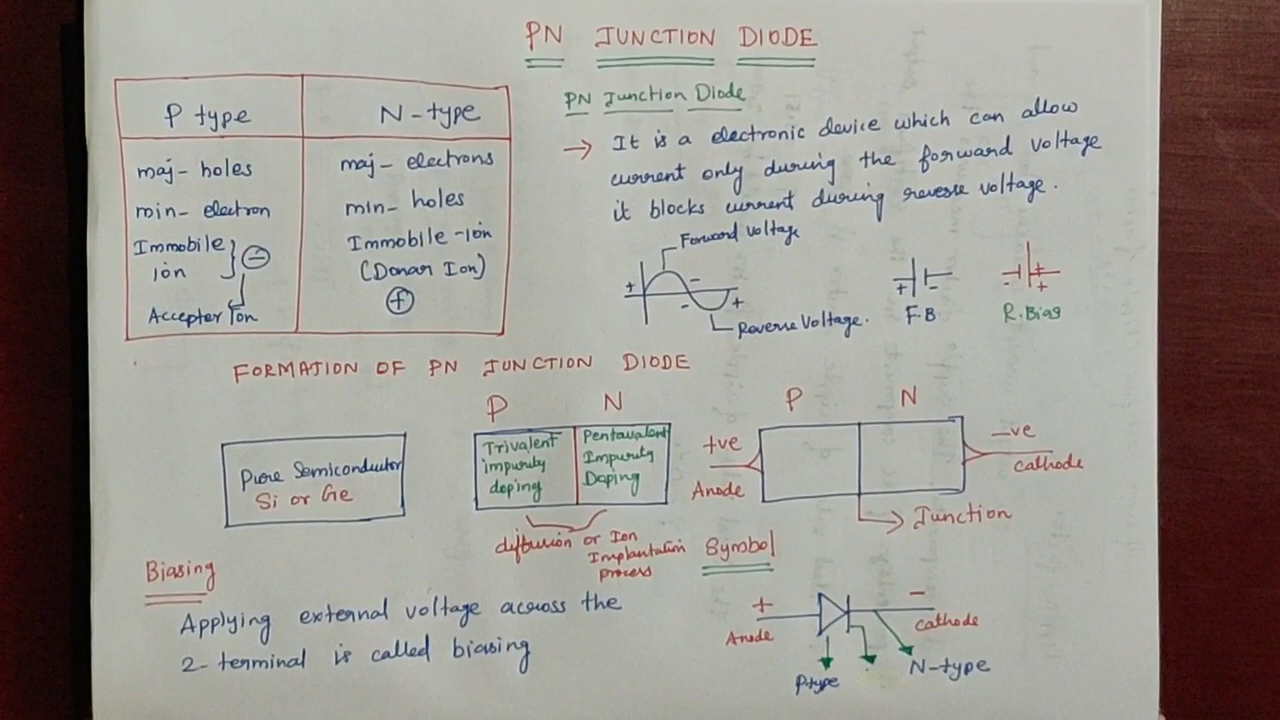 PN JUNCTION DIODE
P type
N-type
maj- holes
min- electron
Immobile
ion
⊖
Accepter Ion
maj- electrons
min- holes
Immobile -ion
(Donar Ion)
⊕
PN Junction Diode
→ It is a electronic device which can allow
current only during the forward voltage
it blocks current during reverse voltage.
Forward voltage
+ -
- +
Reverse Voltage.
+ -
F.B
- +
+
R.Bias
FORMATION OF PN JUNCTION DIODE
Pure Semiconductor
Si or Ge
P N
Trivalent
impurity
doping
Pentavalent
Impurity
Doping
diffusion or Ion
Implantation
process
P N
+ve
Anode
-ve
cathode
Junction
Biasing
Applying external voltage across the
2-terminal is called biasing
Symbol
+ -
Anode
cathode
P-type
N-type